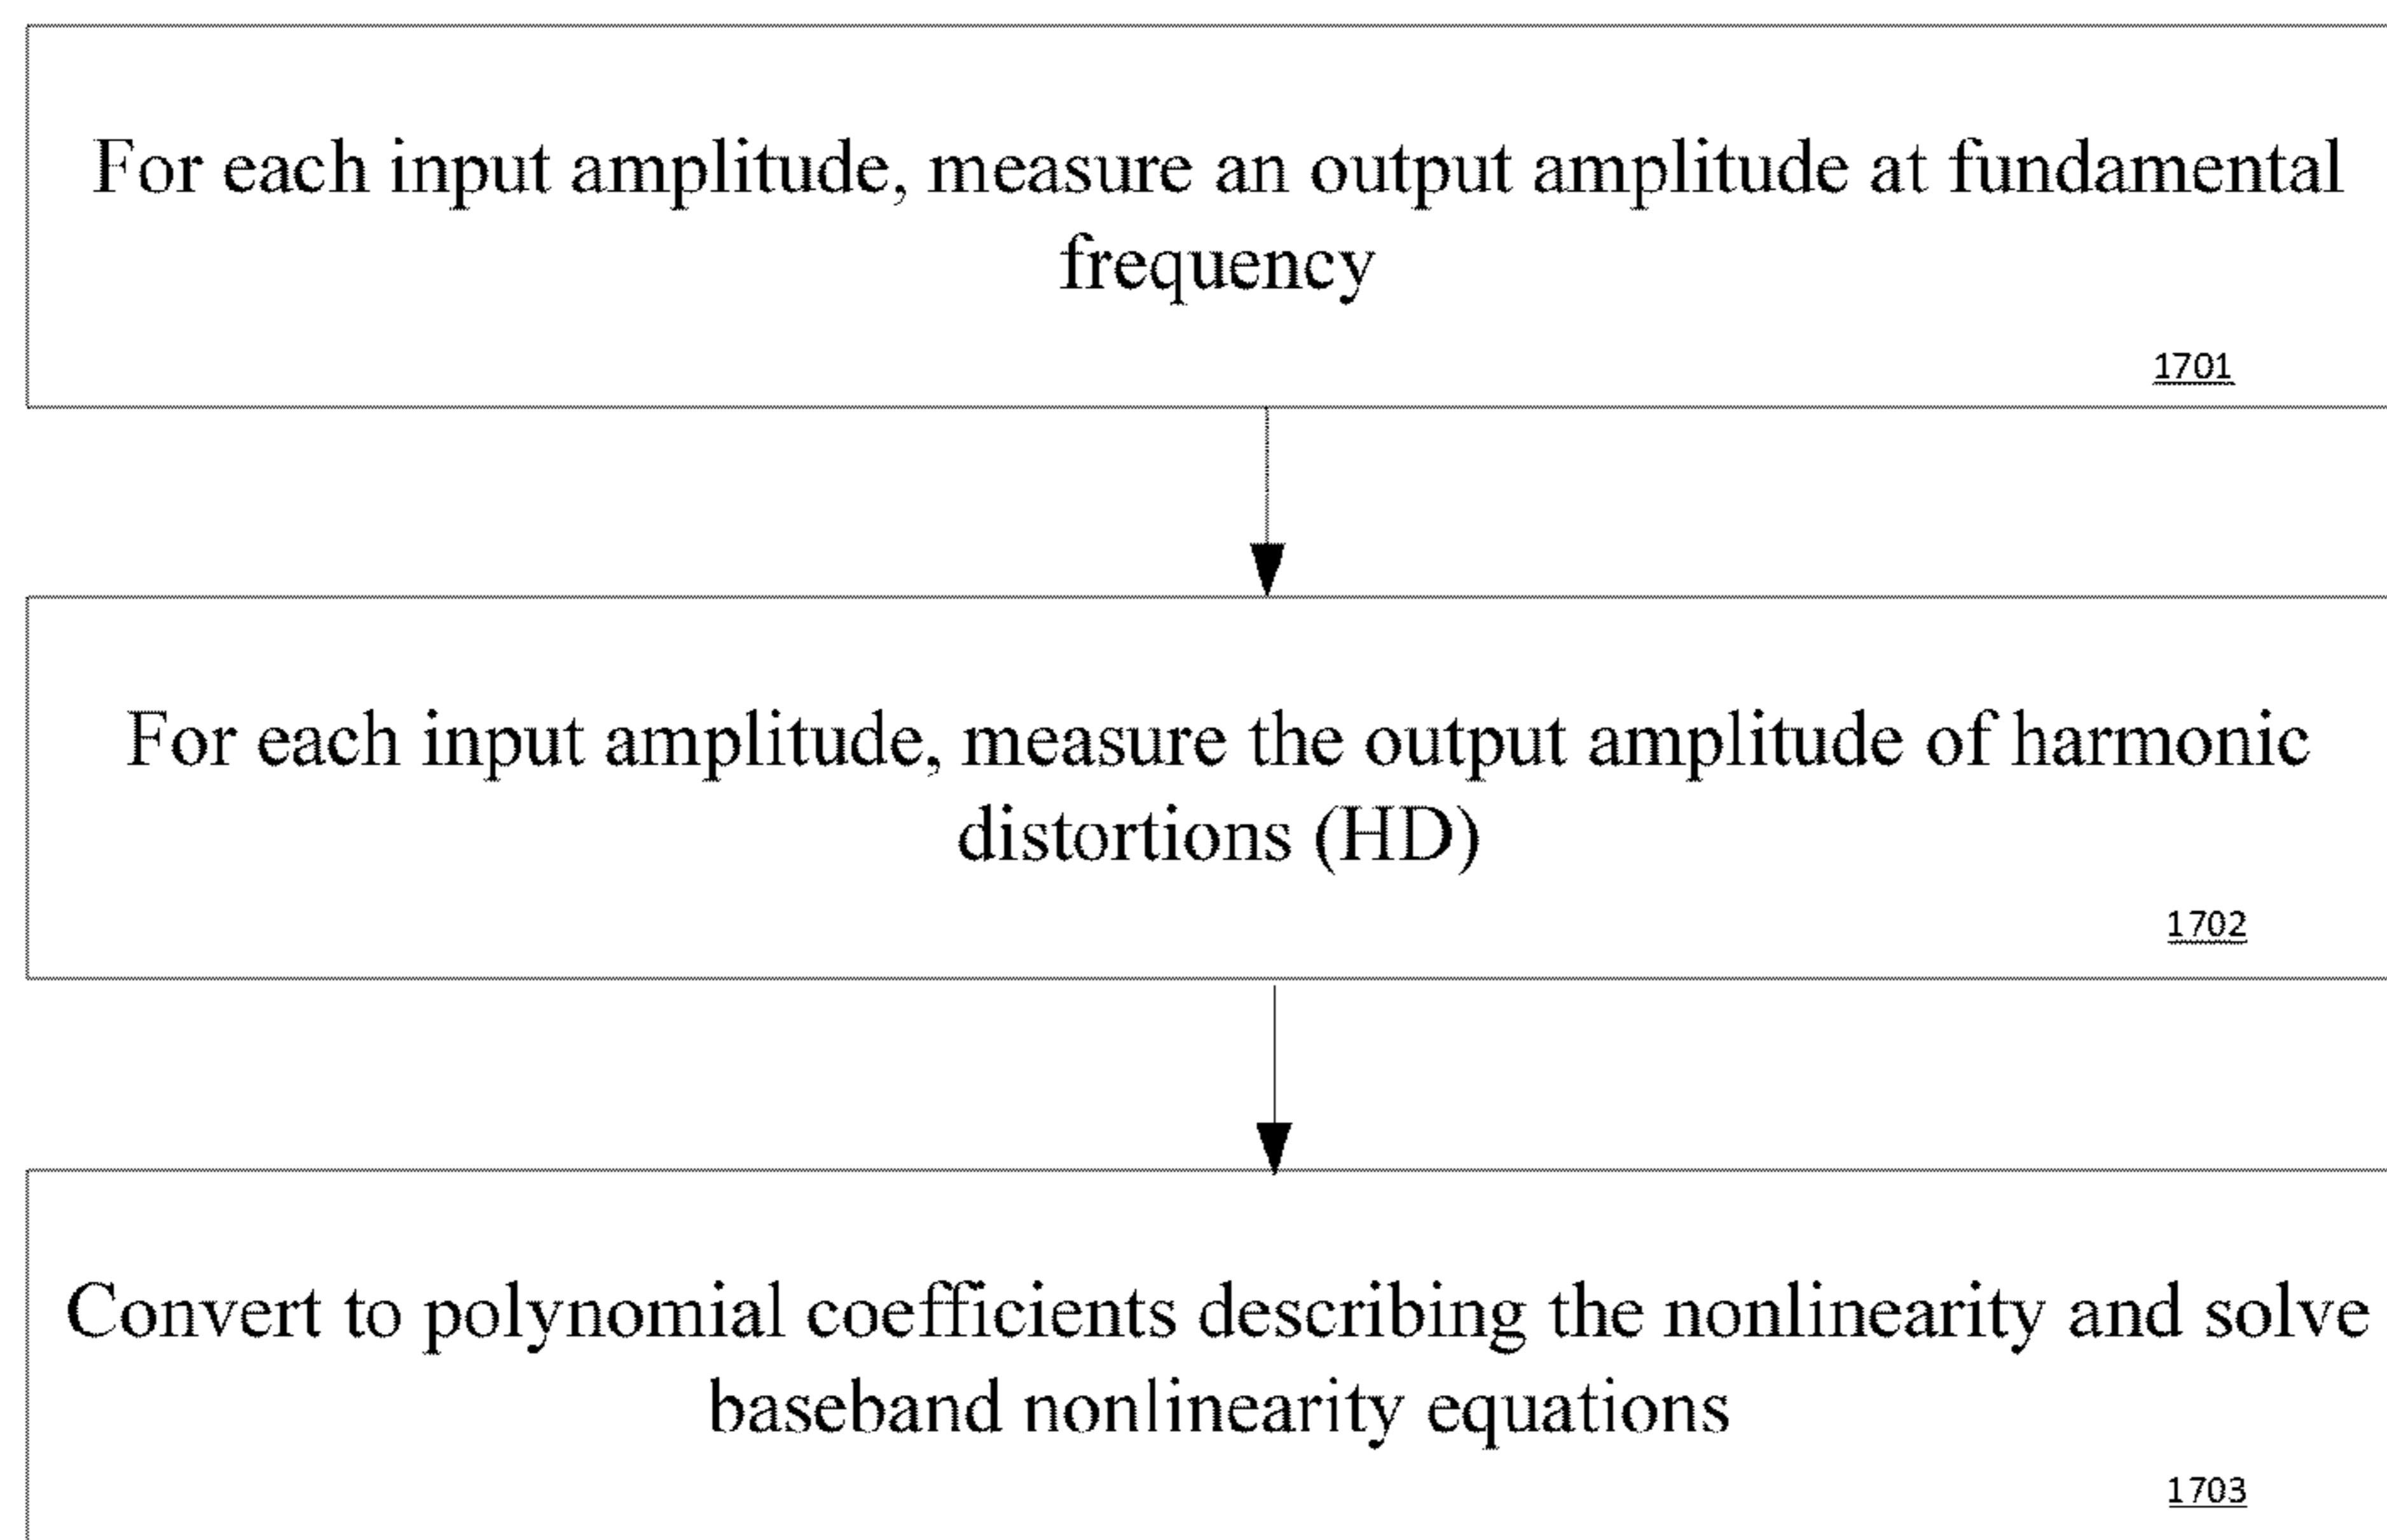 For each input amplitude, measure an output amplitude at fundamental
frequency
1701
For each input amplitude, measure the output amplitude of harmonic
distortions (HD)
1702
Convert to polynomial coefficients describing the nonlinearity and solve
baseband nonlinearity equations
1703